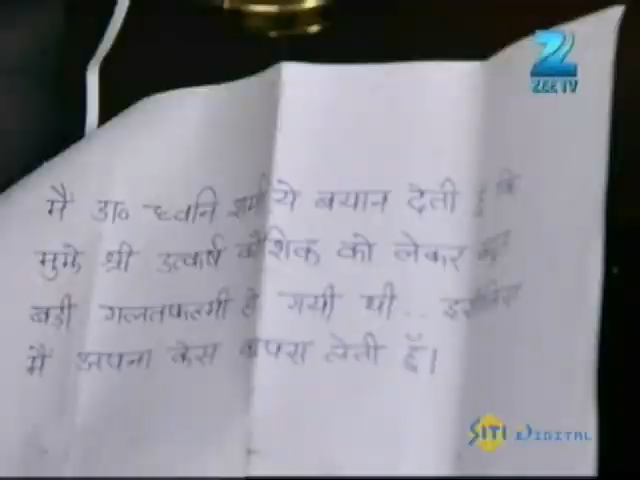 ZEE TV
मैं डा० ध्वनि शर्मा ये बयान देती हूँ कि
मुझे श्री उत्कर्ष कौशिक को लेकर
बड़ी गलतफहमी हो गयी थी .. इसलिए
मैं अपना केस वापस लेती हूँ।
SITI DIGITAL